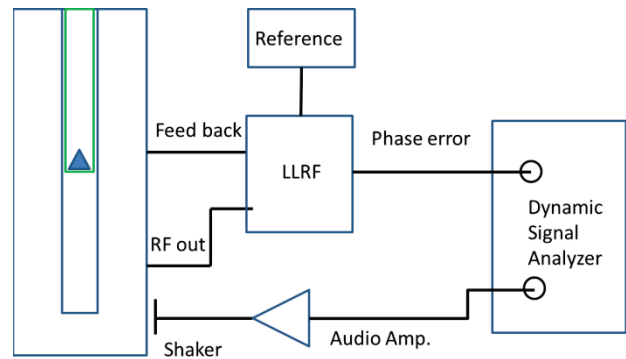 Reference
Feed back
Phase error
LLRF
RF out
Dynamic
Signal
Analyzer
Audio Amp.
Shaker